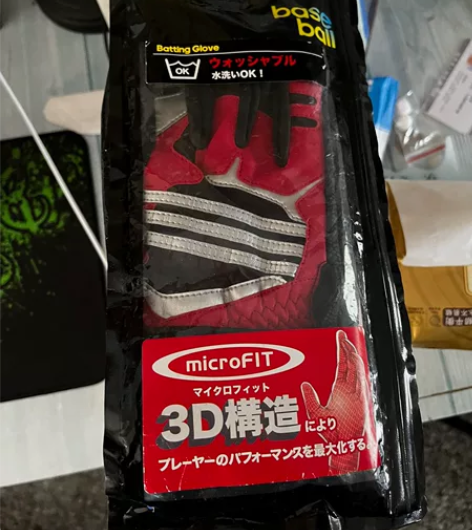 base
ball
Batting Glove
OK
ウォッシャブル
水洗いOK！
microFIT
マイクロフィット
3D構造により
プレーヤーのパフォーマンスを最大化する。